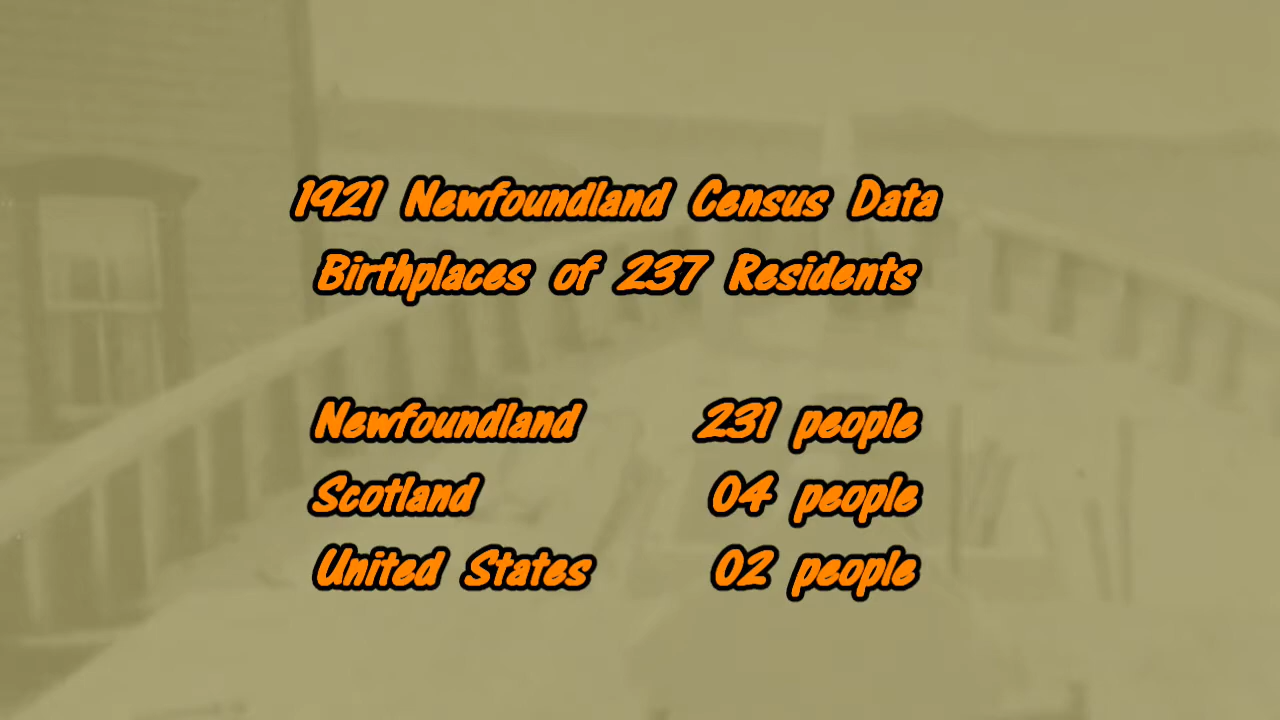 1921 Newfoundland Census Data
Birthplaces of 237 Residents
Newfoundland 231 people
Scotland 04 people
United States 02 people